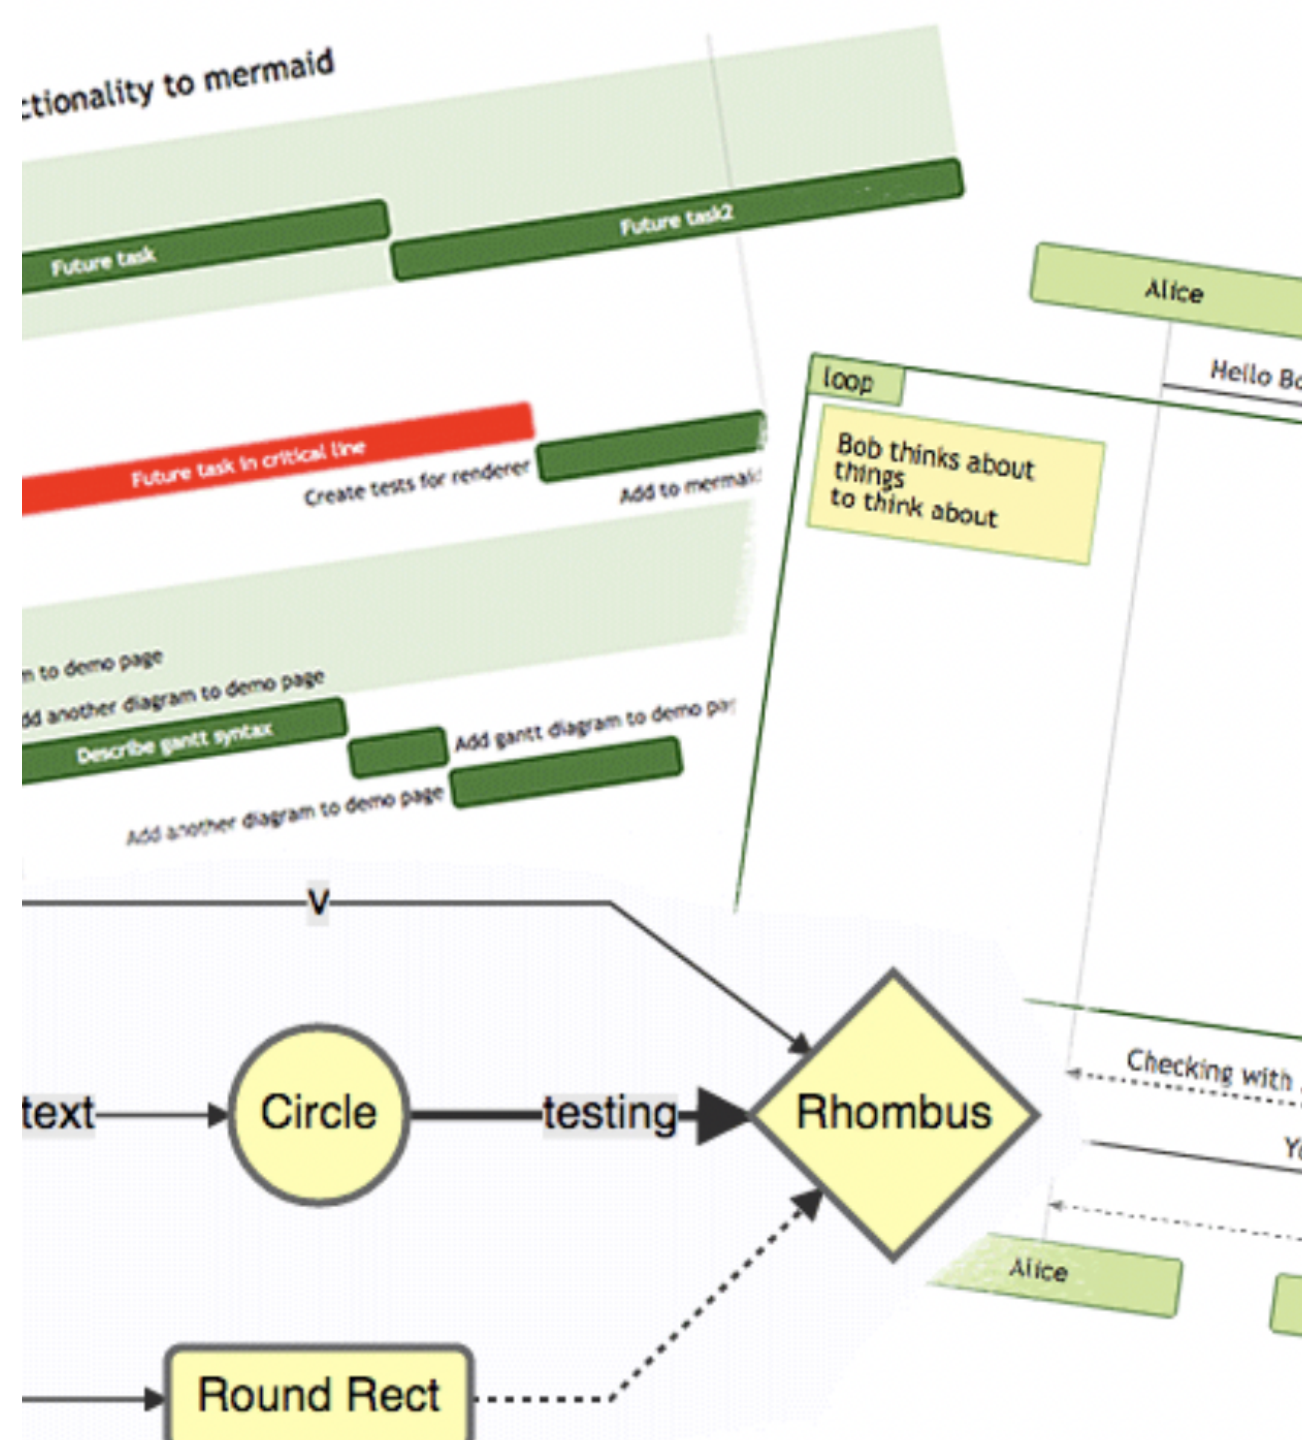 ctionality to mermaid
Future task
Future task2
Future task in critical line
Create tests for renderer
Add to mermaid
m to demo page
dd another diagram to demo page
Describe gantt syntax
Add gantt diagram to demo pag
Add another diagram to demo page
Alice
Hello Bo
loop
Bob thinks about
things
to think about
Checking with
Yo
Alice
v
text
Circle
testing
Rhombus
Round Rect